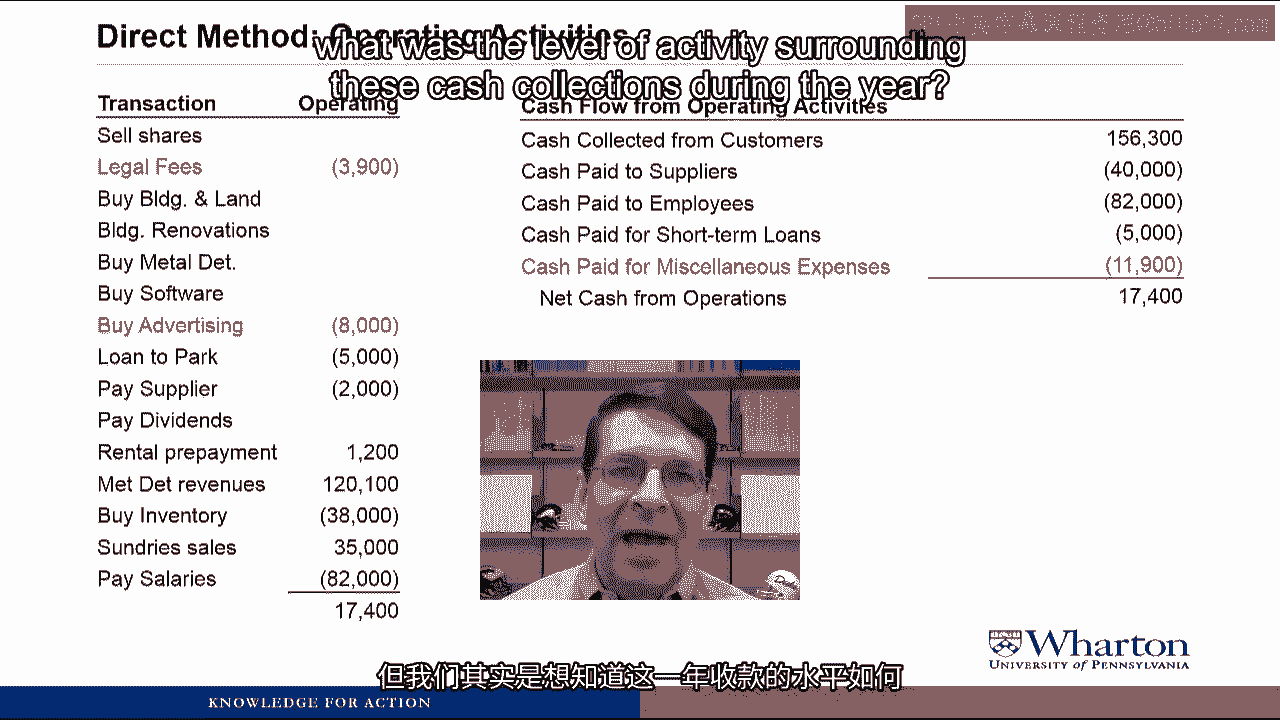 Direct Method: Operating Activities
what was the level of activity surrounding
these cash collections during the year?
Transaction Operating
Sell shares
Legal Fees (3,900)
Buy Bldg. & Land
Bldg. Renovations
Buy Metal Det.
Buy Software
Buy Advertising (8,000)
Loan to Park (5,000)
Pay Supplier (2,000)
Pay Dividends
Rental prepayment 1,200
Met Det revenues 120,100
Buy Inventory (38,000)
Sundries sales 35,000
Pay Salaries (82,000)
17,400
Cash Flow from Operating Activities
Cash Collected from Customers 156,300
Cash Paid to Suppliers (40,000)
Cash Paid to Employees (82,000)
Cash Paid for Short-term Loans (5,000)
Cash Paid for Miscellaneous Expenses (11,900)
Net Cash from Operations 17,400
Wharton
UNIVERSITY OF PENNSYLVANIA
但我们其实是想知道这一年收款的水平如何
KNOWLEDGE FOR ACTION